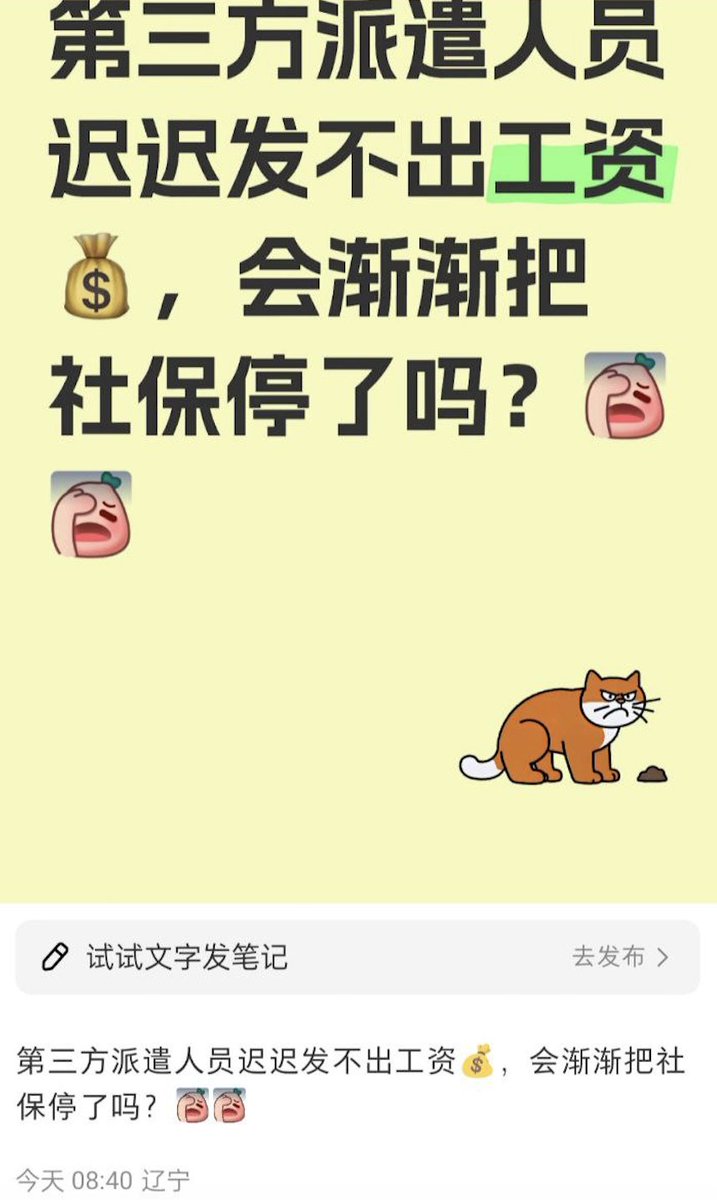 第三方派遣人员
迟迟发不出工资
💰，会渐渐把
社保停了吗？
试试文字发笔记
去发布
第三方派遣人员迟迟发不出工资💰，会渐渐把社
保停了吗？
今天 08:40 辽宁